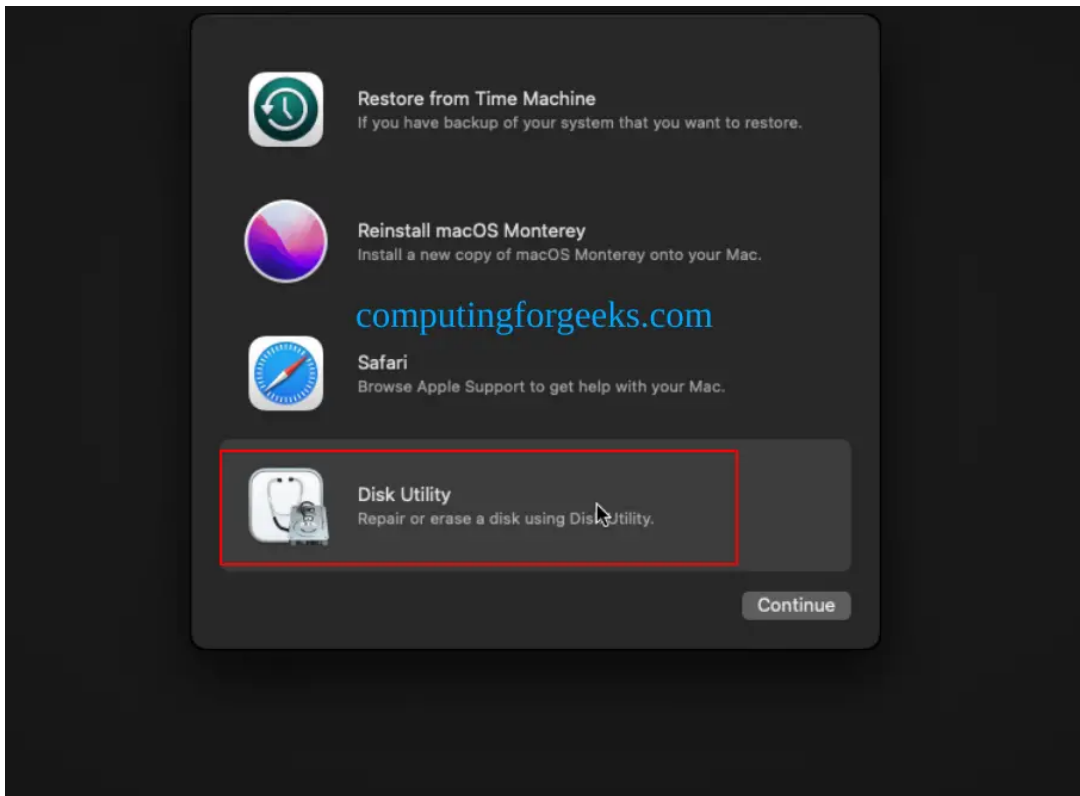 Restore from Time Machine
If you have backup of your system that you want to restore.
Reinstall macOS Monterey
Install a new copy of macOS Monterey onto your Mac.
computingforgeeks.com
Safari
Browse Apple Support to get help with your Mac.
Disk Utility
Repair or erase a disk using Disk Utility.
Continue